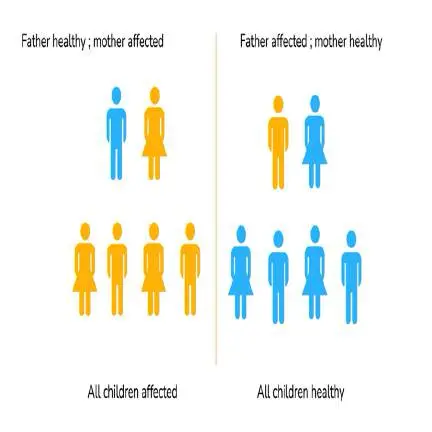 Father healthy ; mother affected
Father affected ; mother healthy
All children affected
All children healthy